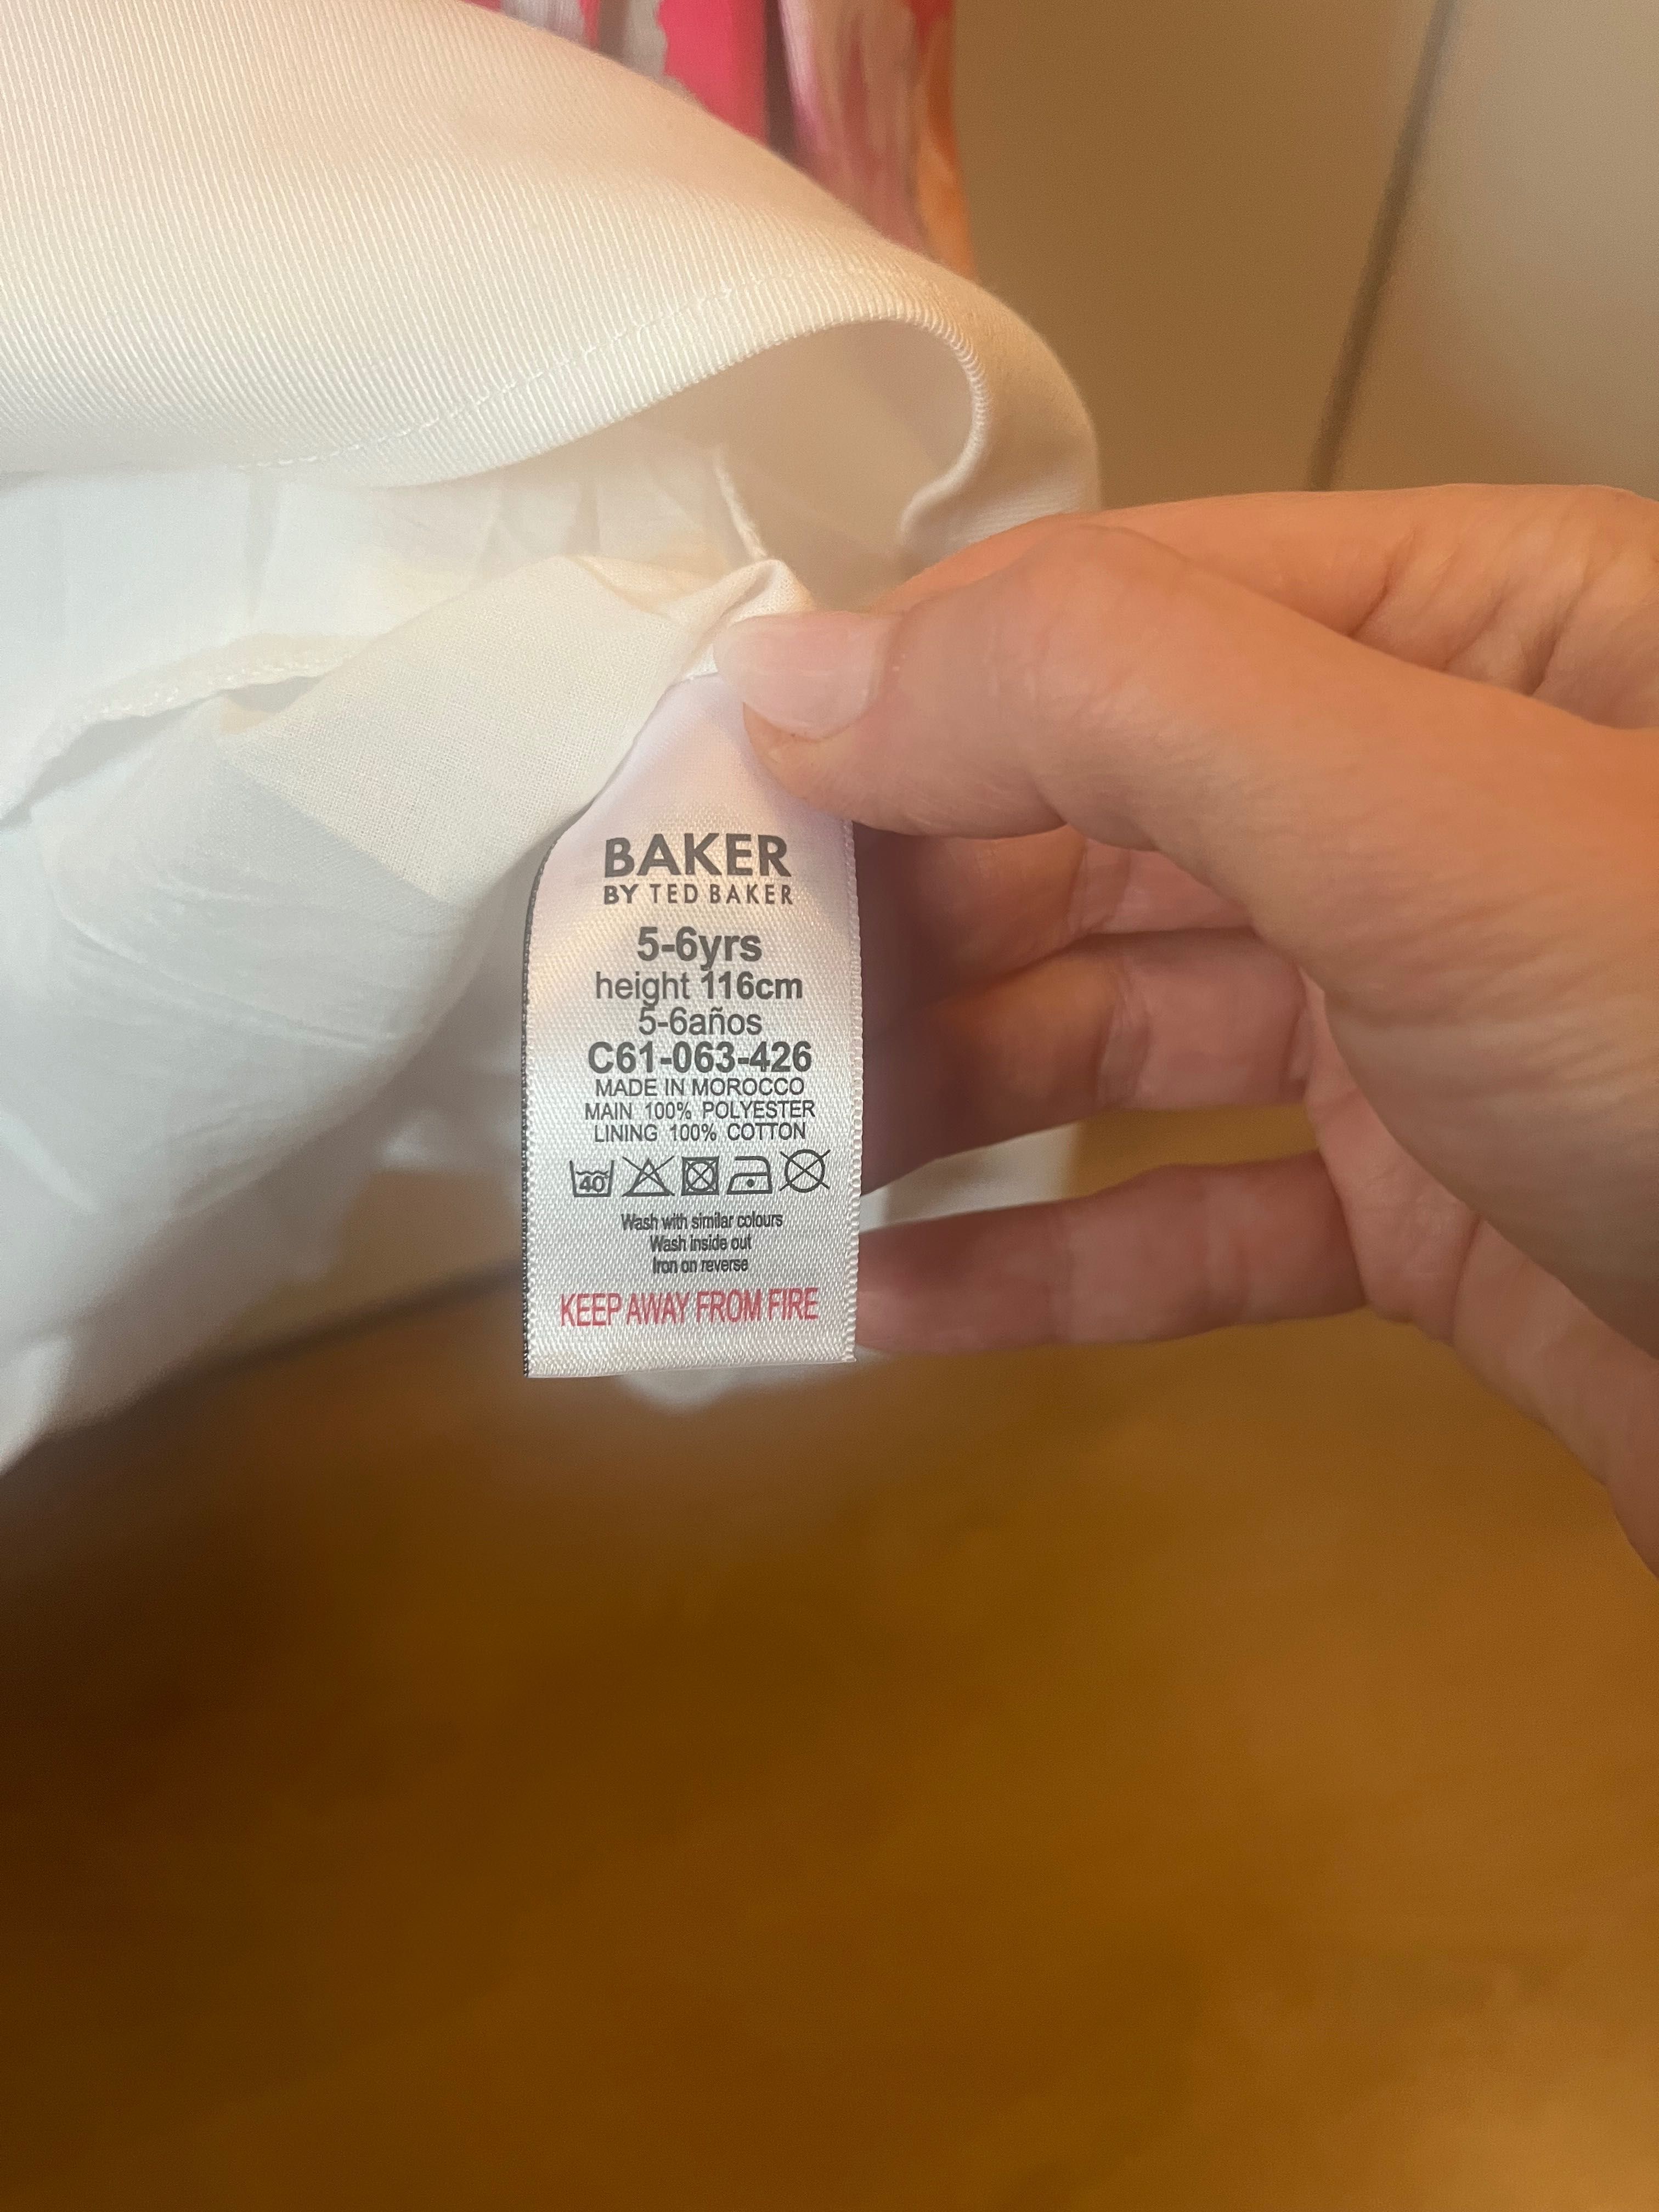 BAKER
BY TED BAKER
5-6yrs
height 116cm
5-6años
C61-063-426
MADE IN MOROCCO
MAIN 100% POLYESTER
LINING 100% COTTON
40
Wash with similar colours
Wash inside out
Iron on reverse
KEEP AWAY FROM FIRE